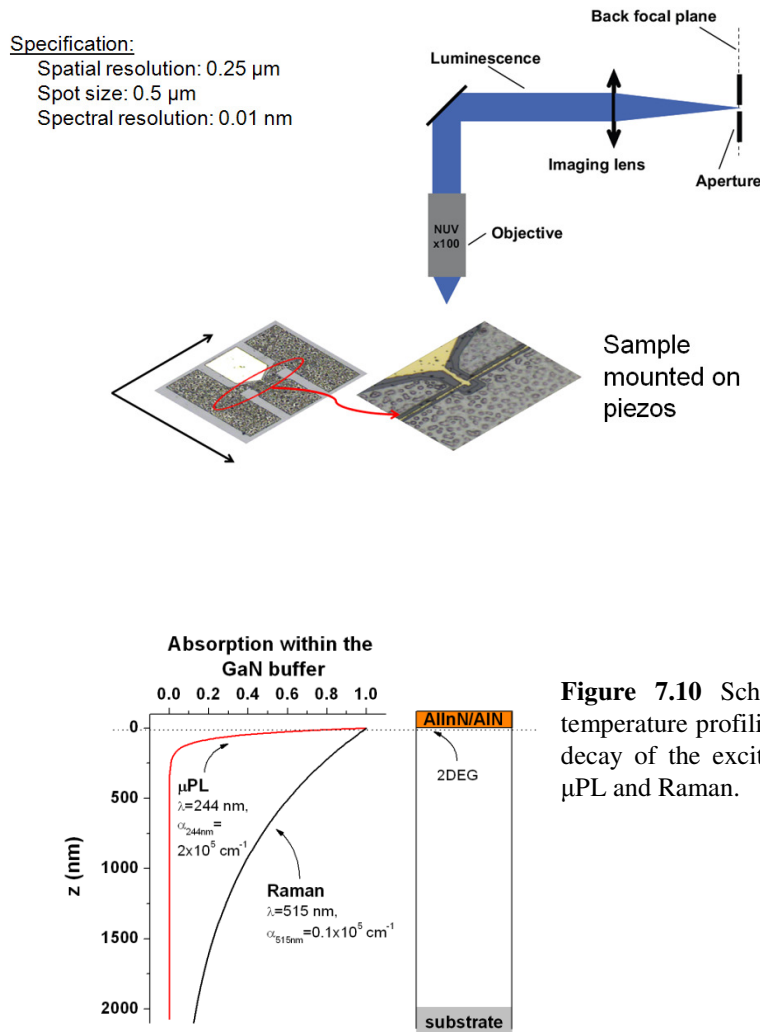 Specification:
Spatial resolution: 0.25 µm
Spot size: 0.5 µm
Spectral resolution: 0.01 nm
Back focal plane
Luminescence
Imaging lens
Aperture
NUV
x100
Objective
Sample
mounted on
piezos
Absorption within the
GaN buffer
0.0 0.2 0.4 0.6 0.8 1.0
0
500
1000
1500
2000
z (nm)
µPL
λ=244 nm,
α244nm=
2x10^5 cm^-1
Raman
λ=515 nm,
α515nm=0.1x10^5 cm^-1
AlInN/AlN
2DEG
substrate
Figure 7.10 Sch
temperature profili
decay of the excit
µPL and Raman.